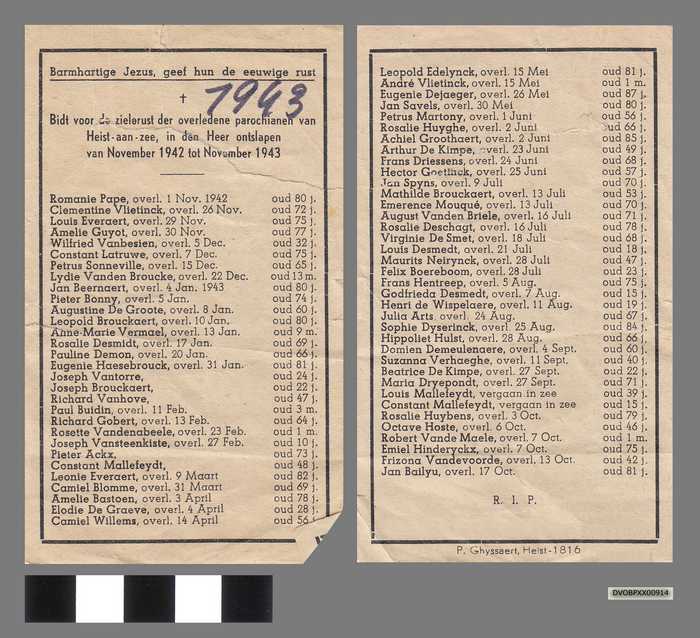 Barmhartige Jezus, geef hun de eeuwige rust
† 1943
Bidt voor de zielerust der overledene parochianen van
Heist-aan-zee, in den Heer ontslapen
van November 1942 tot November 1943
Romanie Pape, overl. 1 Nov. 1942 oud 80 j.
Clementine Vlietinck, overl. 26 Nov. oud 72 j.
Louis Everaert, overl. 29 Nov. oud 75 j.
Amelie Guyot, overl. 30 Nov. oud 77 j.
Wilfried Vanbesien, overl. 5 Dec. oud 32 j.
Constant Latruwe, overl. 7 Dec. oud 75 j.
Petrus Sonneville, overl. 15 Dec. oud 65 j.
Lydie Vanden Broucke, overl. 22 Dec. oud 13 m.
Jan Beernaert, overl. 4 Jan. 1943 oud 80 j.
Pieter Bonny, overl. 5 Jan. oud 74 j.
Augustine De Groote, overl. 8 Jan. oud 60 j.
Leopold Brouckaert, overl. 10 Jan. oud 80 j.
Anne-Marie Vermael, overl. 13 Jan. oud 9 m.
Rosalie Desmidt, overl. 17 Jan. oud 69 j.
Pauline Demon, overl. 20 Jan. oud 66 j.
Eugenie Haesebrouck, overl. 31 Jan. oud 81 j.
Joseph Vantorre, oud 24 j.
Joseph Brouckaert, oud 22 j.
Richard Vanhove, oud 47 j.
Paul Buidin, overl. 11 Feb. oud 3 m.
Richard Gobert, overl. 13 Feb. oud 64 j.
Rosette Vandenabeele, overl. 23 Feb. oud 1 m.
Joseph Vansteenkiste, overl. 27 Feb. oud 10 j.
Pieter Ackx, oud 73 j.
Constant Mallefeydt, oud 48 j.
Leonie Everaert, overl. 9 Maart oud 82 j.
Camiel Blomme, overl. 31 Maart oud 69 j.
Amelie Bastoen, overl. 3 April oud 78 j.
Elodie De Graeve, overl. 4 April oud 28 j.
Camiel Willems, overl. 14 April oud 56
Leopold Edelynck, overl. 15 Mei oud 81 j.
André Vlietinck, overl. 15 Mei oud 1 m.
Eugenie Dejaeger, overl. 26 Mei oud 87 j.
Jan Savels, overl. 30 Mei oud 80 j.
Petrus Martony, overl. 1 Juni oud 56 j.
Rosalie Huyghe, overl. 2 Juni oud 66 j.
Achiel Groothaert, overl. 2 Juni oud 85 j.
Arthur De Kimpe, overl. 23 Juni oud 49 j.
Frans Driessens, overl. 24 Juni oud 68 j.
Hector Goetinck, overl. 25 Juni oud 57 j.
Jan Spyns, overl. 9 Juli oud 70 j.
Mathilde Brouckaert, overl. 13 Juli oud 53 j.
Emerence Mouqué, overl. 13 Juli oud 70 j.
August Vanden Briele, overl. 16 Juli oud 71 j.
Rosalie Deschagt, overl. 16 Juli oud 78 j.
Virginie De Smet, overl. 18 Juli oud 68 j.
Louis Desmedt, overl. 21 Juli oud 18 j.
Maurits Neirynck, overl. 28 Juli oud 47 j.
Felix Boereboom, overl. 28 Juli oud 23 j.
Frans Hentreep, overl. 5 Aug. oud 75 j.
Godfrieda Desmedt, overl. 7 Aug. oud 15 j.
Henri de Wispelaere, overl. 11 Aug. oud 19 j.
Julia Arts, overl. 24 Aug. oud 67 j.
Sophie Dyserinck, overl. 25 Aug. oud 84 j.
Hippoliet Hulst, overl. 28 Aug. oud 66 j.
Domien Demeulenaere, overl. 4 Sept. oud 60 j.
Suzanna Verhaeghe, overl. 11 Sept. oud 40 j.
Beatrice De Kimpe, overl. 27 Sept. oud 22 j.
Maria Dryepondt, overl. 27 Sept. oud 71 j.
Louis Mallefeydt, vergaan in zee oud 39 j.
Constant Mallefeydt, vergaan in zee oud 15 j.
Rosalie Huybens, overl. 3 Oct. oud 79 j.
Octave Hoste, overl. 6 Oct. oud 46 j.
Robert Vande Maele, overl. 7 Oct. oud 1 m.
Emiel Hinderyckx, overl. 7 Oct. oud 75 j.
Frizona Vandevoorde, overl. 13 Oct. oud 42 j.
Jan Bailyu, overl. 17 Oct. oud 81 j.
R. I. P.
P. Ghyssaert, Heist-1816
DVOBPXX00914